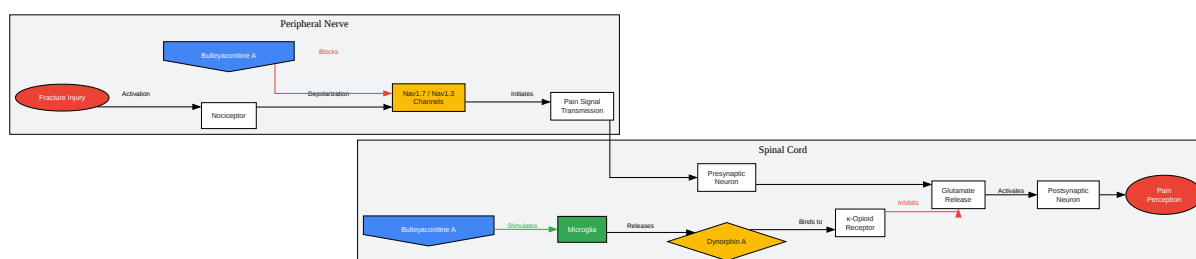 Peripheral Nerve
Bulleyaconitine A
Blocks
Fracture Injury
Activation
Nociceptor
Depolarization
Nav1.7 / Nav1.3
Channels
Initiates
Pain Signal
Transmission
Spinal Cord
Presynaptic
Neuron
Glutamate
Release
Activates
Postsynaptic
Neuron
Pain
Perception
Bulleyaconitine A
Stimulates
Microglia
Releases
Dynorphin A
Binds to
κ-Opioid
Receptor
Inhibits